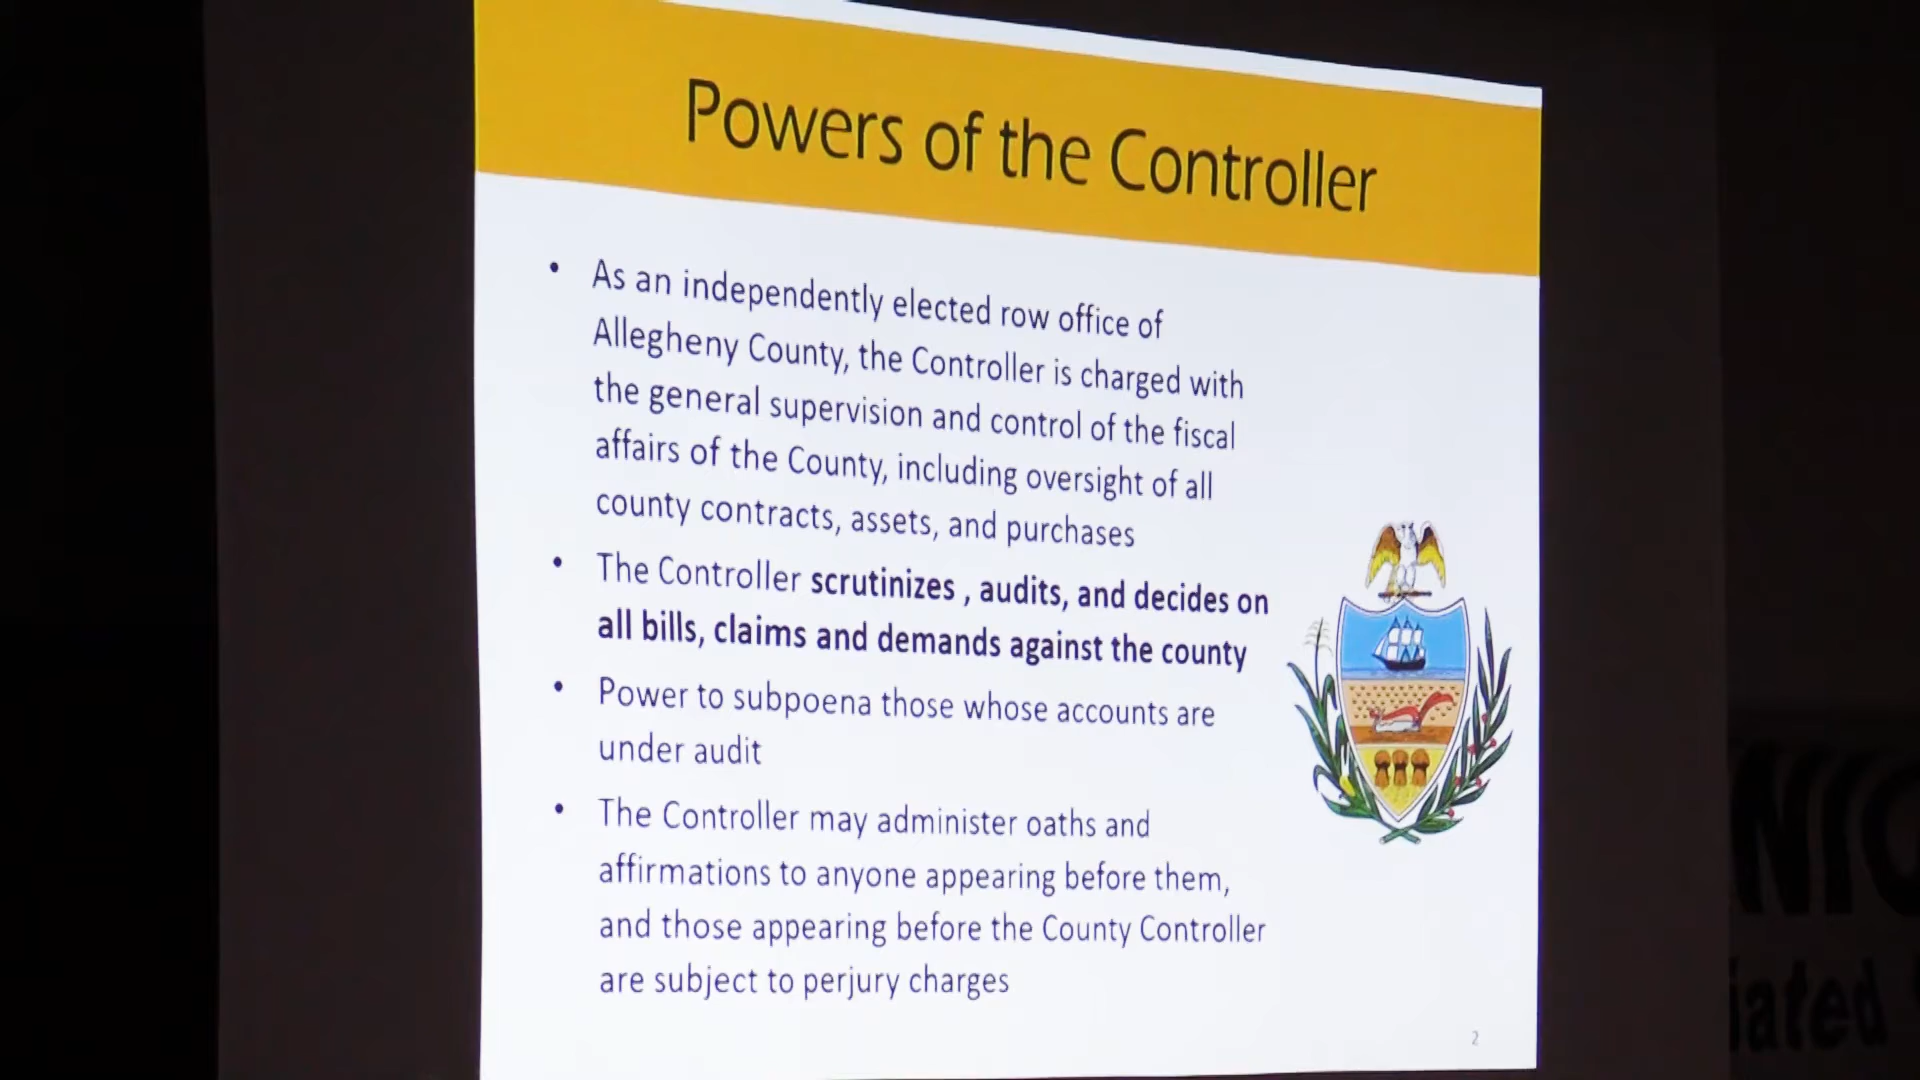 Powers of the Controller
• As an independently elected row office of
Allegheny County, the Controller is charged with
the general supervision and control of the fiscal
affairs of the County, including oversight of all
county contracts, assets, and purchases
• The Controller scrutinizes , audits, and decides on
all bills, claims and demands against the county
• Power to subpoena those whose accounts are
under audit
• The Controller may administer oaths and
affirmations to anyone appearing before them,
and those appearing before the County Controller
are subject to perjury charges
2